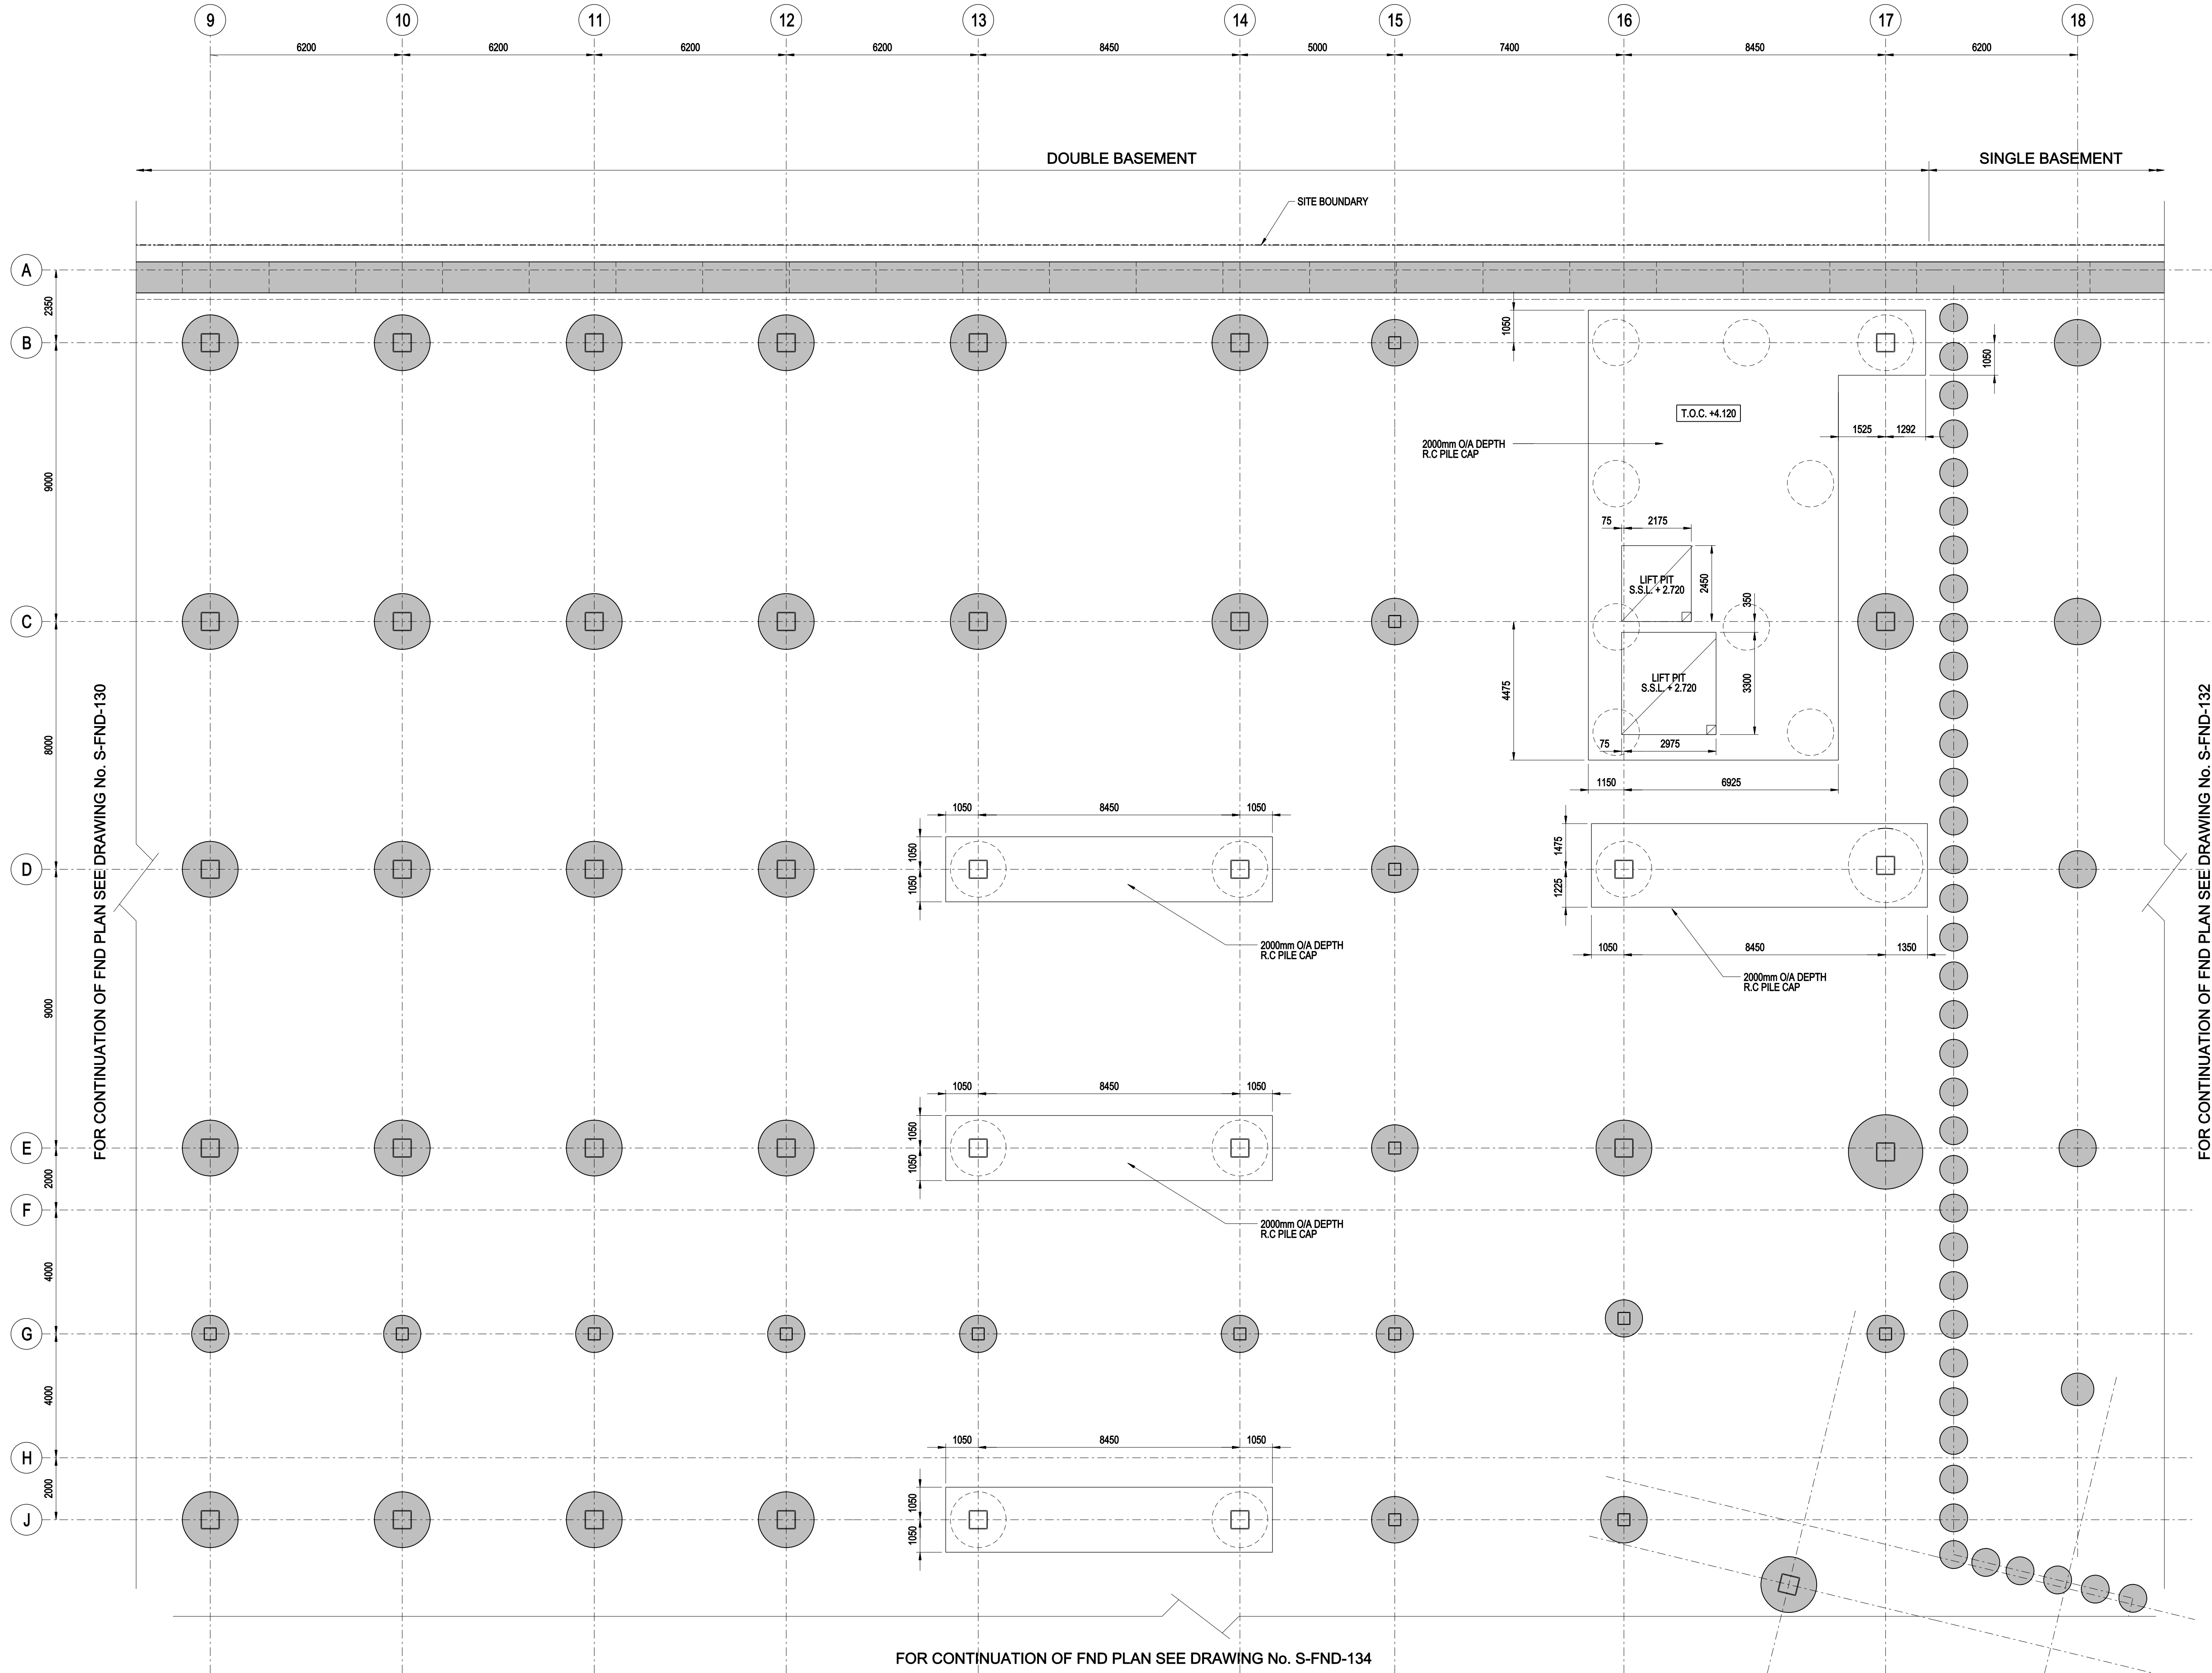 9 10 11 12 13 14 15 16 17 18
6200 6200 6200 6200 8450 5000 7400 8450 6200
DOUBLE BASEMENT
SINGLE BASEMENT
SITE BOUNDARY
A
2350
B
1050
1050
T.O.C. +4.120
1525 1292
2000mm O/A DEPTH
R.C PILE CAP
9000
75 2175
LIFT PIT
S.S.L. + 2.720
2450
350
C
LIFT PIT
S.S.L. + 2.720
3300
4475
75 2975
1150 6925
8000
FOR CONTINUATION OF FND PLAN SEE DRAWING No. S-FND-130
FOR CONTINUATION OF FND PLAN SEE DRAWING No. S-FND-132
1050 8450 1050
1050
1050
D
1475
1225
2000mm O/A DEPTH
R.C PILE CAP
1050 8450 1350
2000mm O/A DEPTH
R.C PILE CAP
9000
1050 8450 1050
1050
1050
E
2000
F
2000mm O/A DEPTH
R.C PILE CAP
4000
G
4000
1050 8450 1050
H
2000
1050
1050
J
FOR CONTINUATION OF FND PLAN SEE DRAWING No. S-FND-134